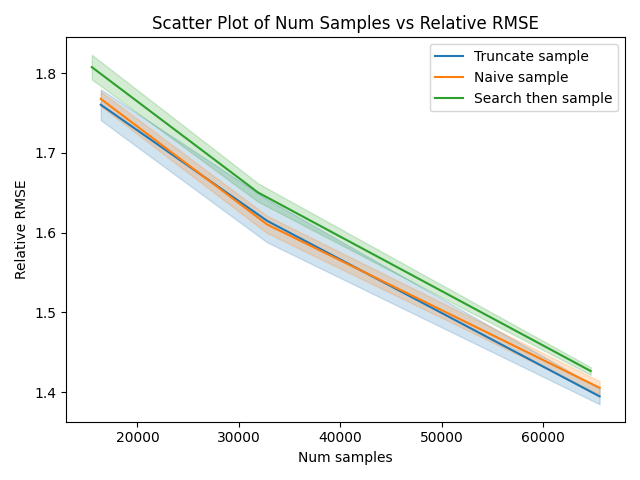 Scatter Plot of Num Samples vs Relative RMSE
Truncate sample
Naive sample
Search then sample
Relative RMSE
1.8
1.7
1.6
1.5
1.4
20000 30000 40000 50000 60000
Num samples